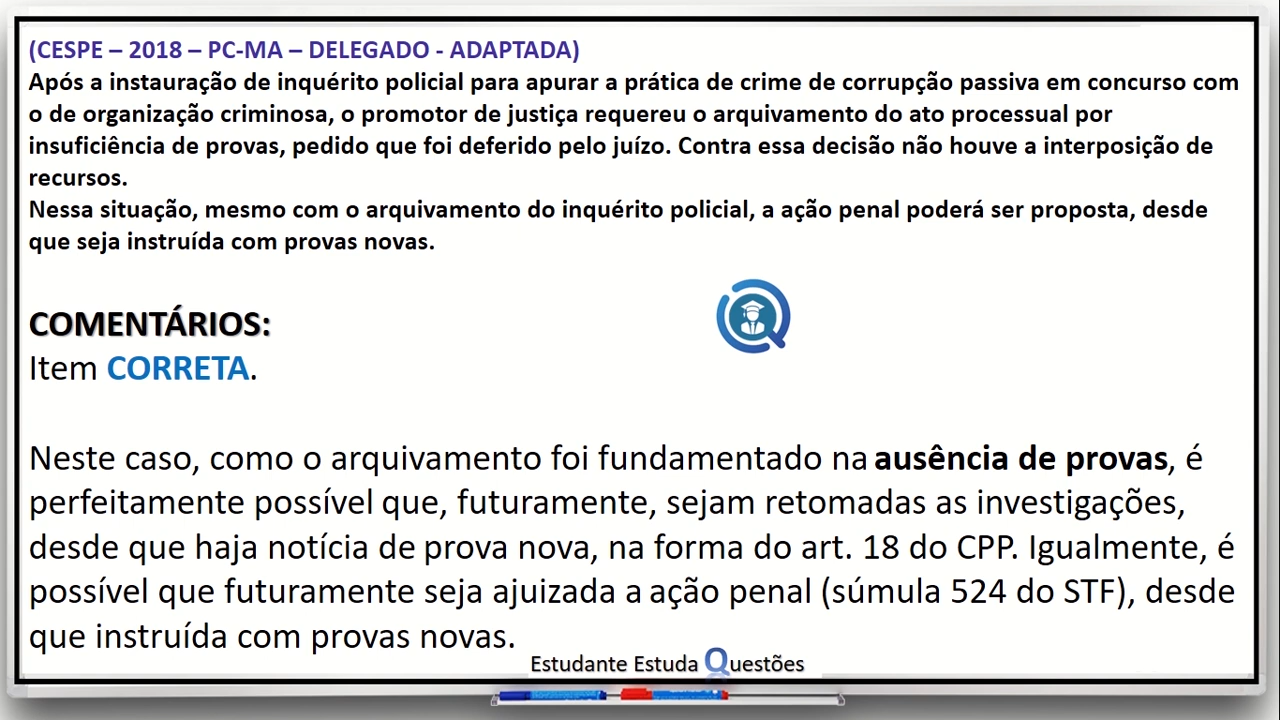 (CESPE – 2018 – PC-MA – DELEGADO - ADAPTADA)
Após a instauração de inquérito policial para apurar a prática de crime de corrupção passiva em concurso com
o de organização criminosa, o promotor de justiça requereu o arquivamento do ato processual por
insuficiência de provas, pedido que foi deferido pelo juízo. Contra essa decisão não houve a interposição de
recursos.
Nessa situação, mesmo com o arquivamento do inquérito policial, a ação penal poderá ser proposta, desde
que seja instruída com provas novas.
COMENTÁRIOS:
Item CORRETA.
Neste caso, como o arquivamento foi fundamentado na ausência de provas, é
perfeitamente possível que, futuramente, sejam retomadas as investigações,
desde que haja notícia de prova nova, na forma do art. 18 do CPP. Igualmente, é
possível que futuramente seja ajuizada a ação penal (súmula 524 do STF), desde
que instruída com provas novas.
Estudante Estuda Questões